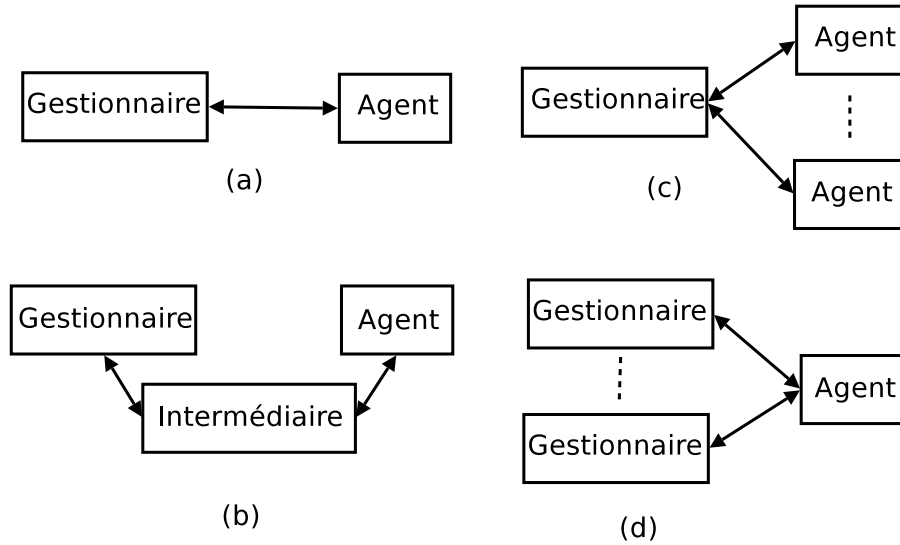 Gestionnaire
Agent
(a)
Gestionnaire
Agent
Agent
(c)
Gestionnaire
Agent
Intermédiaire
(b)
Gestionnaire
Gestionnaire
Agent
(d)